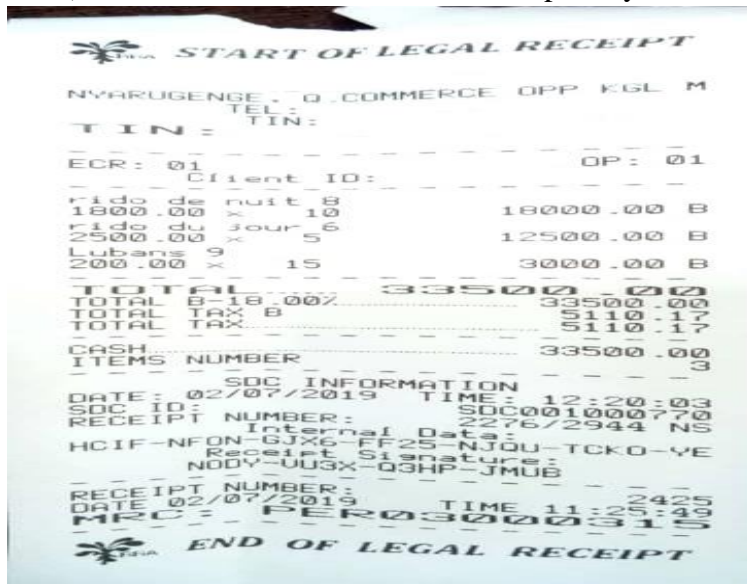 RRA START OF LEGAL RECEIPT
NYARUGENGE, Q.COMMERCE OPP KGL M
TEL:
TIN:
TIN:
ECR: 01 OP: 01
Client ID:
rido de nuit 8
1800.00 x 10 18000.00 B
rido du jour 6
2500.00 x 5 12500.00 B
Lubans 9
200.00 x 15 3000.00 B
TOTAL 33500.00
TOTAL B-18.00% 33500.00
TOTAL TAX B 5110.17
TOTAL TAX 5110.17
CASH 33500.00
ITEMS NUMBER 3
SDC INFORMATION
DATE: 02/07/2019 TIME: 12:20:03
SDC ID: SDC001000770
RECEIPT NUMBER: 2276/2944 NS
Internal Data:
HCIF-NFON-GJX6-FF25-NJQU-TCKO-YE
Receipt Signature:
NODY-UU3X-Q3HP-JMUB
RECEIPT NUMBER: 2425
DATE 02/07/2019 TIME 11:25:49
MRC: PER03000315
RRA END OF LEGAL RECEIPT